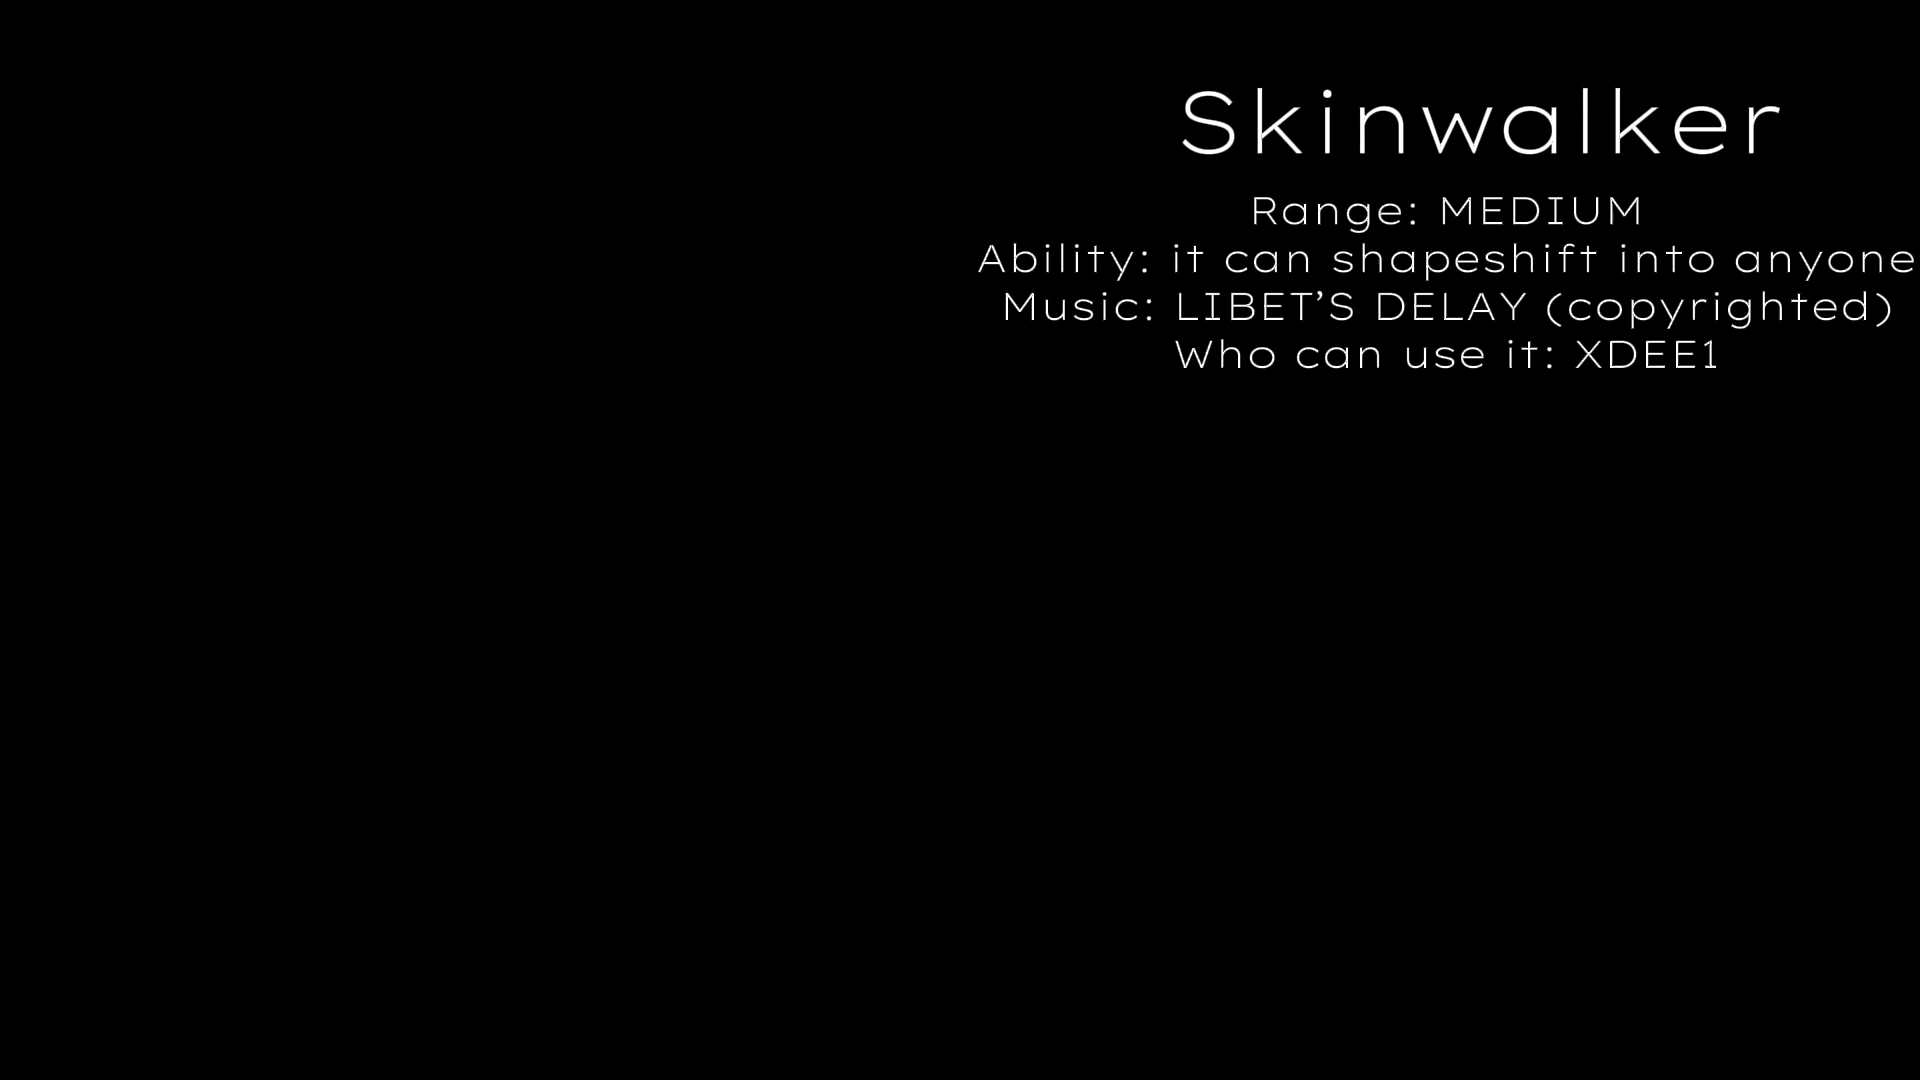 Skinwalker
Range: MEDIUM
Ability: it can shapeshift into anyone
Music: LIBET’S DELAY (copyrighted)
Who can use it: XDEE1